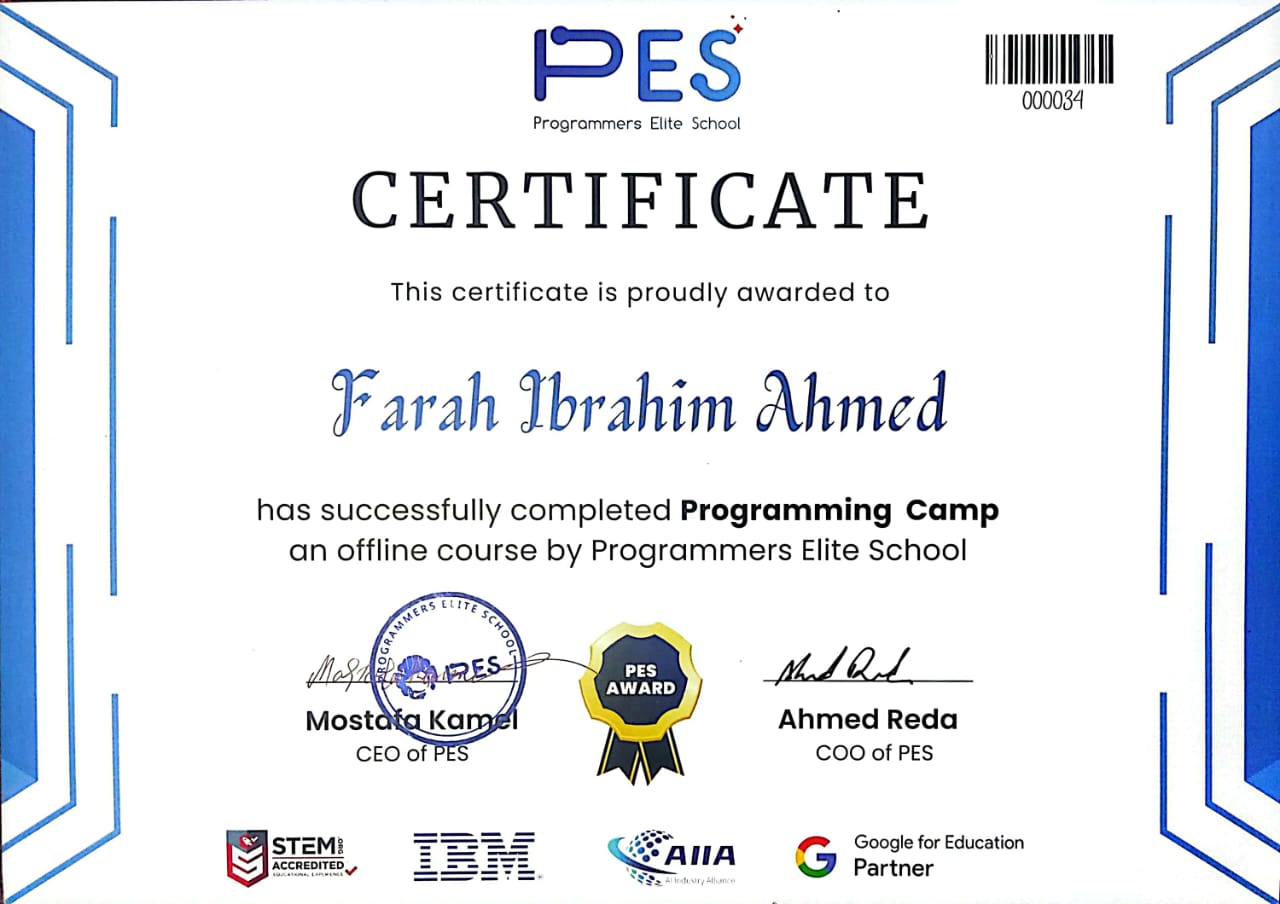 PES
Programmers Elite School
000034
CERTIFICATE
This certificate is proudly awarded to
Farah Ibrahim Ahmed
has successfully completed Programming Camp
an offline course by Programmers Elite School
PROGRAMMERS ELITE SCHOOL
PES
PES
AWARD
Mostafa Kamel
CEO of PES
Ahmed Reda
COO of PES
STEM.ORG
ACCREDITED
EDUCATIONAL EXPERIENCE
IBM
AIIA
AI Industry Alliance
Google for Education
Partner